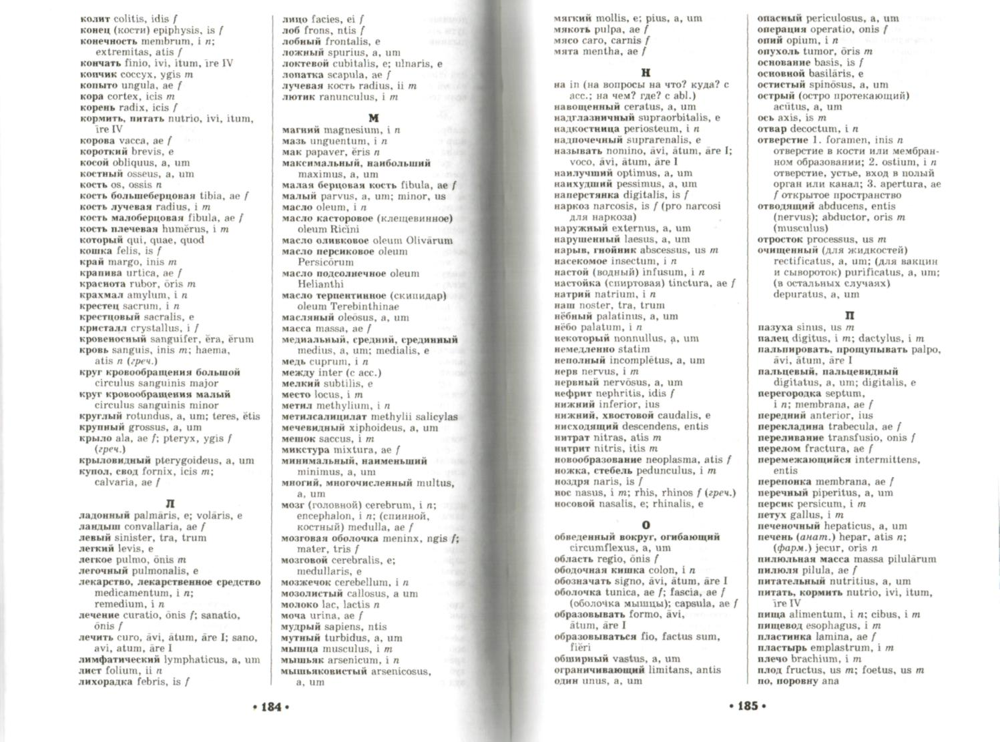 колит colitis, idis f
конец (кости) epiphysis, is f
конечность membrum, i n;
extremitas, atis f
кончать finio, ivi, itum, īre IV
копчик coccyx, ygis m
копыто ungula, ae f
кора cortex, icis m
корень radix, icis f
кормить, питать nutrio, ivi, itum,
īre IV
корова vacca, ae f
короткий brevis, e
косой obliquus, a, um
костный osseus, a, um
кость os, ossis n
кость большеберцовая tibia, ae f
кость лучевая radius, i m
кость малоберцовая fibula, ae f
кость плечевая humĕrus, i m
который qui, quae, quod
кошка felis, is f
край margo, inis m
крапива urtica, ae f
краснота rubor, ōris m
крахмал amylum, i n
крестец sacrum, i n
крестцовый sacralis, e
кристалл crystallus, i f
кровеносный sanguifer, ĕra, ĕrum
кровь sanguis, inis m; haema,
atis n (греч.)
круг кровообращения большой
circulus sanguinis major
круг кровообращения малый
circulus sanguinis minor
круглый rotundus, a, um; teres, ĕtis
крупный grossus, a, um
крыло ala, ae f; pteryx, ygis f
(греч.)
крыловидный pterygoideus, a, um
купол, свод fornix, icis m;
calvaria, ae f
Л
ладонный palmāris, e; volāris, e
ландыш convallaria, ae f
левый sinister, tra, trum
легкий levis, e
легкое pulmo, ōnis m
легочный pulmonalis, e
лекарство, лекарственное средство
medicamentum, i n;
remedium, i n
лечение curatio, ōnis f; sanatio,
ōnis f
лечить curo, āvi, ātum, āre I; sano,
avi, atum, āre I
лимфатический lymphaticus, a, um
лист folium, ii n
лихорадка febris, is f
лицо facies, ei f
лоб frons, ntis f
лобный frontalis, e
ложный spurius, a, um
локтевой cubitalis, e; ulnaris, e
лопатка scapula, ae f
лучевая кость radius, ii m
лютик ranunculus, i m
М
магний magnesium, i n
мазь unguentum, i n
мак papaver, ĕris n
максимальный, наибольший
maximus, a, um
малая берцовая кость fibula, ae f
малый parvus, a, um; minor, us
масло oleum, i n
масло касторовое (клещевинное)
oleum Ricĭni
масло оливковое oleum Olivārum
масло персиковое oleum
Persicōrum
масло подсолнечное oleum
Helianthi
масло терпентинное (скипидар)
oleum Terebinthinae
масляный oleōsus, a, um
масса massa, ae f
медиальный, средний, срединный
medius, a, um; medialis, e
медь cuprum, i n
между inter (с acc.)
мелкий subtilis, e
место locus, i m
метил methylium, i n
метилсалицилат methylii salicylas
мечевидный xiphoideus, a, um
мешок saccus, i m
микстура mixtura, ae f
минимальный, наименьший
minimus, a, um
многий, многочисленный multus,
a, um
мозг (головной) cerebrum, i n;
encephalon, i n; (спинной,
костный) medulla, ae f
мозговая оболочка meninx, ngis f;
mater, tris f
мозговой cerebralis, e;
medullaris, e
мозжечок cerebellum, i n
мозолистый callosus, a um
молоко lac, lactis n
моча urina, ae f
мудрый sapiens, ntis
мутный turbidus, a, um
мышца musculus, i m
мышьяк arsenicum, i n
мышьяковистый arsenicosus,
a, um
• 184 •
мягкий mollis, e; pius, a, um
мякоть pulpa, ae f
мясо caro, carnis f
мята mentha, ae f
Н
на in (на вопросы на что? куда? с
acc.; на чем? где? с abl.)
навощенный ceratus, a, um
надглазничный supraorbitalis, e
надкостница periosteum, i n
надпочечный suprarenalis, e
называть nomino, āvi, ātum, āre I;
voco, āvi, ātum, āre I
наилучший optimus, a, um
наихудший pessimus, a, um
наперстянка digitalis, is f
наркоз narcosis, is f (pro narcosi
для наркоза)
наружный externus, a, um
нарушенный laesus, a, um
нарыв, гнойник abscessus, us m
насекомое insectum, i n
настой (водный) infusum, i n
настойка (спиртовая) tinctura, ae f
натрий natrium, i n
наш noster, tra, trum
нёбный palatinus, a, um
нёбо palatum, i n
некоторый nonnullus, a, um
немедленно statim
неполный incomplētus, a, um
нерв nervus, i m
нервный nervōsus, a, um
нефрит nephritis, idis f
нижний inferior, ius
нижний, хвостовой caudalis, e
нисходящий descendens, entis
нитрат nitras, atis m
нитрит nitris, itis m
новообразование neoplasma, atis f
ножка, стебель pedunculus, i m
ноздря naris, is f
нос nasus, i m; rhis, rhinos f (греч.)
носовой nasalis, e; rhinalis, e
О
обведенный вокруг, огибающий
circumflexus, a, um
область regio, ōnis f
ободочная кишка colon, i n
обозначать signo, āvi, ātum, āre I
оболочка tunica, ae f; fascia, ae f
(оболочка мышцы); capsula, ae f
образовывать formo, āvi,
ātum, āre I
образовываться fio, factus sum,
fiĕri
обширный vastus, a, um
ограничивающий limitans, antis
один unus, a, um
опасный periculosus, a, um
операция operatio, onis f
опий opium, i n
опухоль tumor, ōris m
основание basis, is f
основной basilāris, e
остистый spinōsus, a, um
острый (остро протекающий)
acūtus, a, um
ось axis, is m
отвар decoctum, i n
отверстие 1. foramen, inis n
отверстие в кости или мембран-
ном образовании; 2. ostium, i n
отверстие, устье, вход в полый
орган или канал; 3. apertura, ae
f открытое пространство
отводящий abducens, entis
(nervus); abductor, oris m
(musculus)
отросток processus, us m
очищенный (для жидкостей)
rectificatus, a, um; (для вакцин
и сывороток) purificatus, a, um;
(в остальных случаях)
depuratus, a, um
П
пазуха sinus, us m
палец digitus, i m; dactylus, i m
пальпировать, прощупывать palpo,
āvi, ātum, āre I
пальцевый, пальцевидный
digitatus, a, um; digitalis, e
перегородка septum,
i n; membrana, ae f
передний anterior, ius
перекладина trabecula, ae f
переливание transfusio, onis f
перелом fractura, ae f
перемежающийся intermittens,
entis
перепонка membrana, ae f
перечный piperitus, a, um
персик persicum, i m
петух gallus, i m
печеночный hepaticus, a, um
печень (анат.) hepar, atis n;
(фарм.) jecur, oris n
пилюльная масса massa pilulārum
пилюля pilula, ae f
питательный nutritius, a, um
питать, кормить nutrio, ivi, itum,
īre IV
пища alimentum, i n; cibus, i m
пищевод esophagus, i m
пластинка lamina, ae f
пластырь emplastrum, i m
плечо brachium, i m
плод fructus, us m; foetus, us m
по, поровну ana
• 185 •